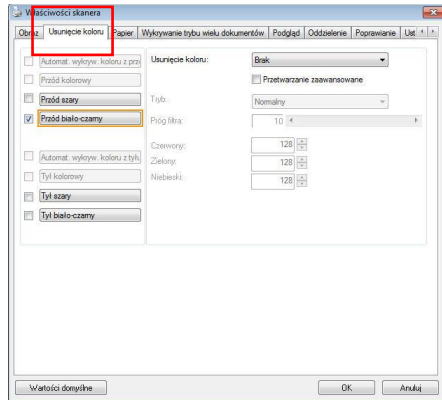 Właściwości skanera
Obraz Usunięcie koloru Papier Wykrywanie trybu wielu dokumentów Podgląd Oddzielenie Poprawianie Ust
Automat. wykryw. koloru z prze
Przód kolorowy
Przód szary
Przód biało-czarny
Automat. wykryw. koloru z tyłu
Tył kolorowy
Tył szary
Tył biało-czarny
Usunięcie koloru: Brak
Przetwarzanie zaawansowane
Tryb: Normalny
Próg filtra: 10
Czerwony: 128
Zielony: 128
Niebieski: 128
Wartości domyślne OK Anuluj